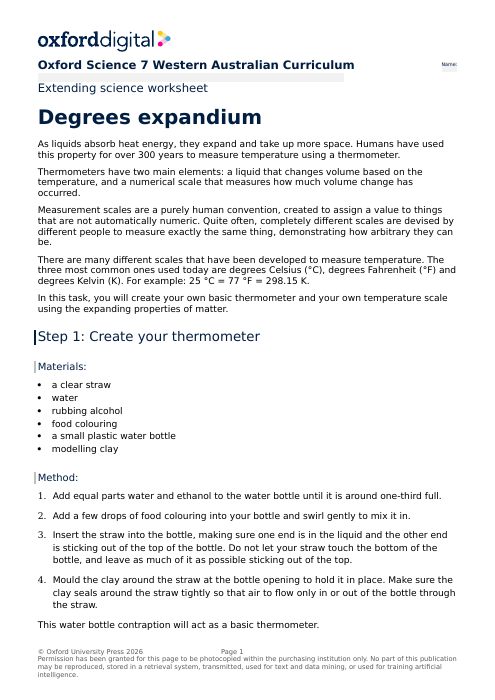 oxforddigital
Oxford Science 7 Western Australian Curriculum
Name:
Extending science worksheet
Degrees expandium
As liquids absorb heat energy, they expand and take up more space. Humans have used
this property for over 300 years to measure temperature using a thermometer.
Thermometers have two main elements: a liquid that changes volume based on the
temperature, and a numerical scale that measures how much volume change has
occurred.
Measurement scales are a purely human convention, created to assign a value to things
that are not automatically numeric. Quite often, completely different scales are devised by
different people to measure exactly the same thing, demonstrating how arbitrary they can
be.
There are many different scales that have been developed to measure temperature. The
three most common ones used today are degrees Celsius (°C), degrees Fahrenheit (°F) and
degrees Kelvin (K). For example: 25 °C = 77 °F = 298.15 K.
In this task, you will create your own basic thermometer and your own temperature scale
using the expanding properties of matter.
Step 1: Create your thermometer
Materials:
• a clear straw
• water
• rubbing alcohol
• food colouring
• a small plastic water bottle
• modelling clay
Method:
1. Add equal parts water and ethanol to the water bottle until it is around one-third full.
2. Add a few drops of food colouring into your bottle and swirl gently to mix it in.
3. Insert the straw into the bottle, making sure one end is in the liquid and the other end
is sticking out of the top of the bottle. Do not let your straw touch the bottom of the
bottle, and leave as much of it as possible sticking out of the top.
4. Mould the clay around the straw at the bottle opening to hold it in place. Make sure the
clay seals around the straw tightly so that air to flow only in or out of the bottle through
the straw.
This water bottle contraption will act as a basic thermometer.
© Oxford University Press 2026 Page 1
Permission has been granted for this page to be photocopied within the purchasing institution only. No part of this publication
may be reproduced, stored in a retrieval system, transmitted, used for text and data mining, or used for training artificial
intelligence.